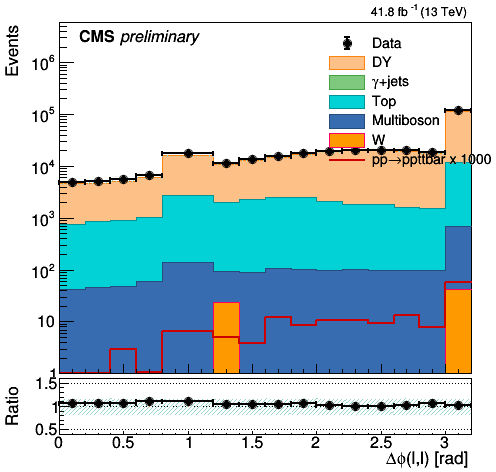 41.8 fb⁻¹ (13 TeV)
CMS preliminary
Events
Data
DY
γ+jets
Top
Multiboson
W
pp→ppttbar x 1000
10⁶
10⁵
10⁴
10³
10²
10
1
Ratio
1.5
1
0.5
0 0.5 1 1.5 2 2.5 3
Δϕ(l,l) [rad]